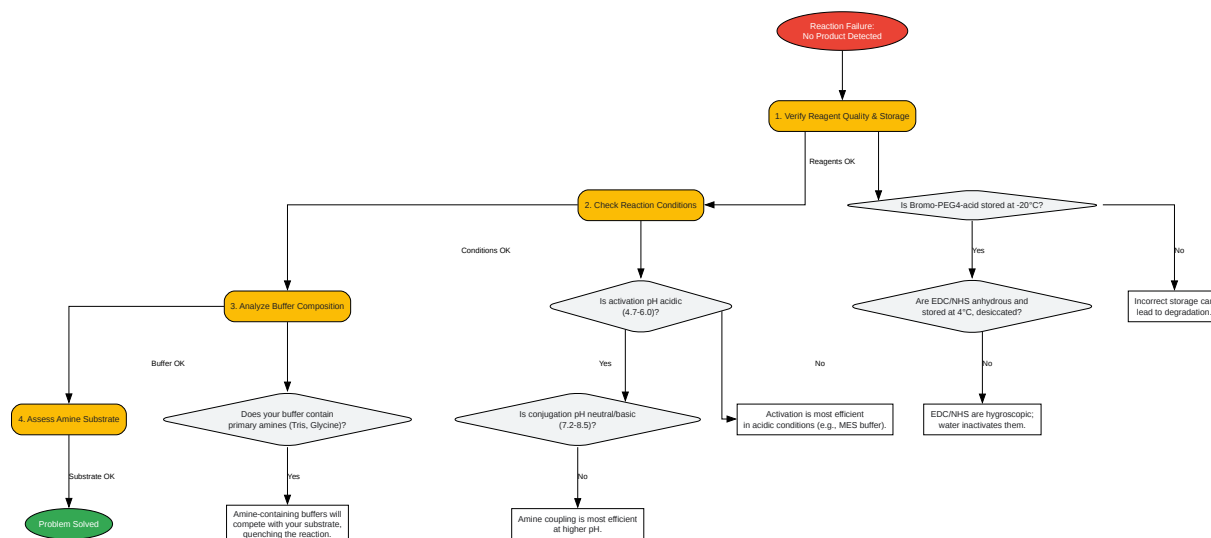 Reaction Failure:
No Product Detected
1. Verify Reagent Quality & Storage
Reagents OK
2. Check Reaction Conditions
Is Bromo-PEG4-acid stored at -20°C?
Conditions OK
Yes
No
3. Analyze Buffer Composition
Is activation pH acidic
(4.7-6.0)?
Are EDC/NHS anhydrous and
stored at 4°C, desiccated?
Incorrect storage can
lead to degradation.
Buffer OK
Yes
No
No
4. Assess Amine Substrate
Does your buffer contain
primary amines (Tris, Glycine)?
Is conjugation pH neutral/basic
(7.2-8.5)?
Activation is most efficient
in acidic conditions (e.g., MES buffer).
EDC/NHS are hygroscopic;
water inactivates them.
Substrate OK
Yes
No
Problem Solved
Amine-containing buffers will
compete with your substrate,
quenching the reaction.
Amine coupling is most efficient
at higher pH.